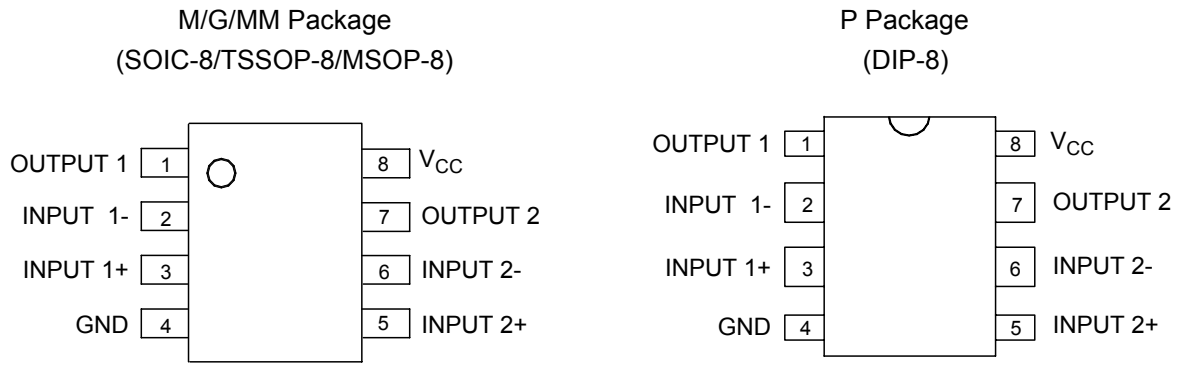 M/G/MM Package
(SOIC-8/TSSOP-8/MSOP-8)
OUTPUT 1 1 8 VCC
INPUT 1- 2 7 OUTPUT 2
INPUT 1+ 3 6 INPUT 2-
GND 4 5 INPUT 2+
P Package
(DIP-8)
OUTPUT 1 1 8 VCC
INPUT 1- 2 7 OUTPUT 2
INPUT 1+ 3 6 INPUT 2-
GND 4 5 INPUT 2+